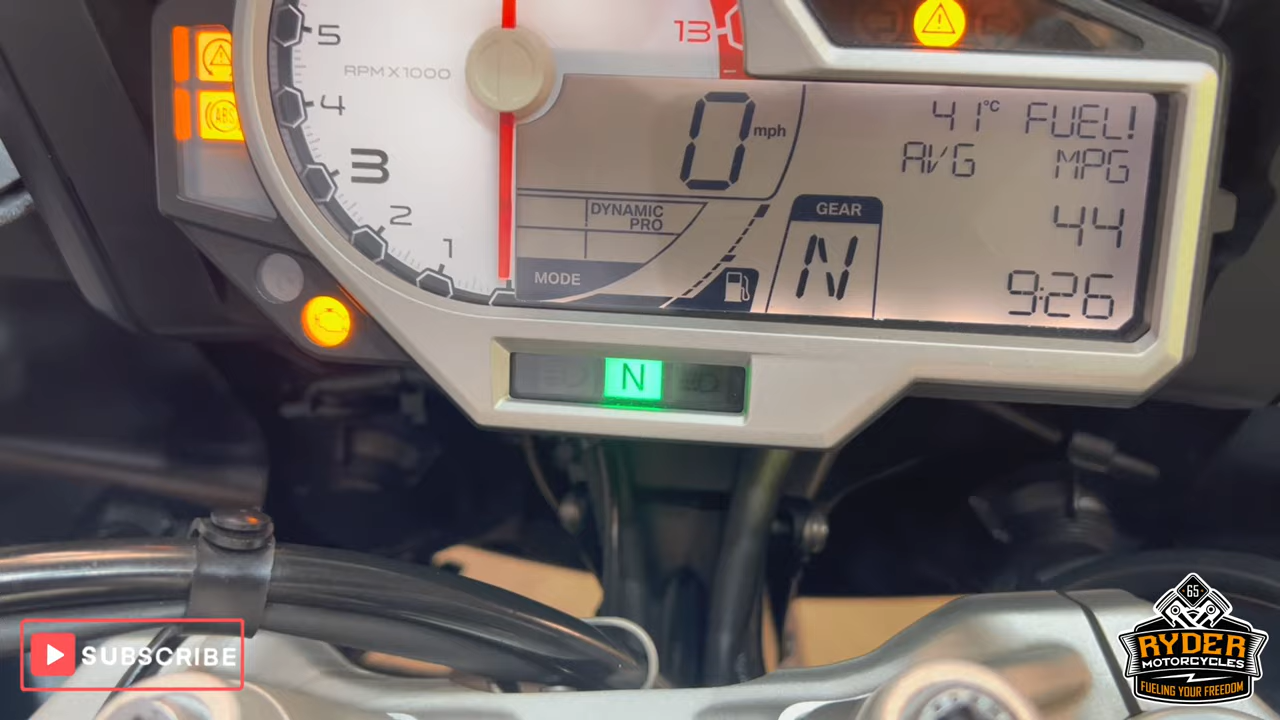 5
13
RPM X 1000
4
3
2
1
ABS
0 mph
41°C FUEL!
AVG MPG
44
9:26
DYNAMIC
PRO
MODE
GEAR
N
N
SUBSCRIBE
65
RYDER
MOTORCYCLES
FUELING YOUR FREEDOM